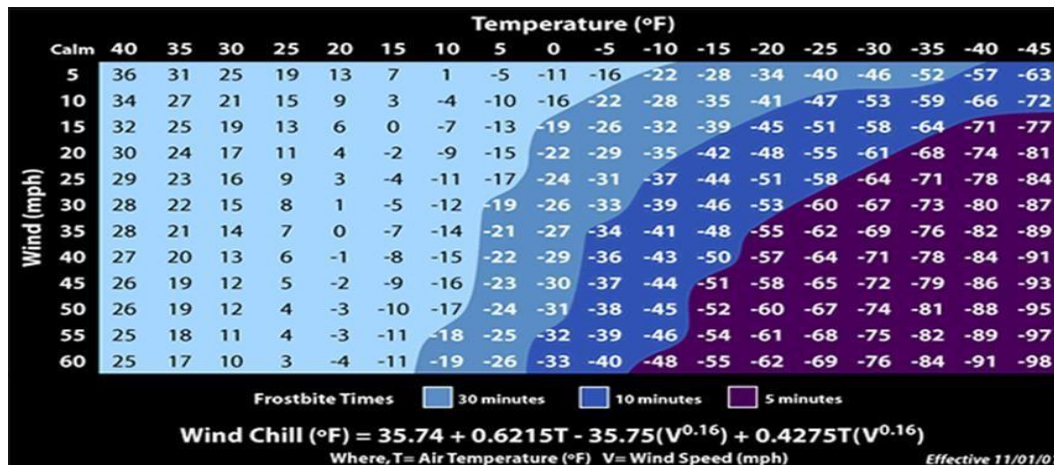 Temperature (ºF)
Calm 40 35 30 25 20 15 10 5 0 -5 -10 -15 -20 -25 -30 -35 -40 -45
5 36 31 25 19 13 7 1 -5 -11 -16 -22 -28 -34 -40 -46 -52 -57 -63
10 34 27 21 15 9 3 -4 -10 -16 -22 -28 -35 -41 -47 -53 -59 -66 -72
15 32 25 19 13 6 0 -7 -13 -19 -26 -32 -39 -45 -51 -58 -64 -71 -77
20 30 24 17 11 4 -2 -9 -15 -22 -29 -35 -42 -48 -55 -61 -68 -74 -81
25 29 23 16 9 3 -4 -11 -17 -24 -31 -37 -44 -51 -58 -64 -71 -78 -84
30 28 22 15 8 1 -5 -12 -19 -26 -33 -39 -46 -53 -60 -67 -73 -80 -87
35 28 21 14 7 0 -7 -14 -21 -27 -34 -41 -48 -55 -62 -69 -76 -82 -89
40 27 20 13 6 -1 -8 -15 -22 -29 -36 -43 -50 -57 -64 -71 -78 -84 -91
45 26 19 12 5 -2 -9 -16 -23 -30 -37 -44 -51 -58 -65 -72 -79 -86 -93
50 26 19 12 4 -3 -10 -17 -24 -31 -38 -45 -52 -60 -67 -74 -81 -88 -95
55 25 18 11 4 -3 -11 -18 -25 -32 -39 -46 -54 -61 -68 -75 -82 -89 -97
60 25 17 10 3 -4 -11 -19 -26 -33 -40 -48 -55 -62 -69 -76 -84 -91 -98
Wind (mph)
Frostbite Times 30 minutes 10 minutes 5 minutes
Wind Chill (ºF) = 35.74 + 0.6215T - 35.75(V0.16) + 0.4275T(V0.16)
Where, T= Air Temperature (ºF) V= Wind Speed (mph)
Effective 11/01/0